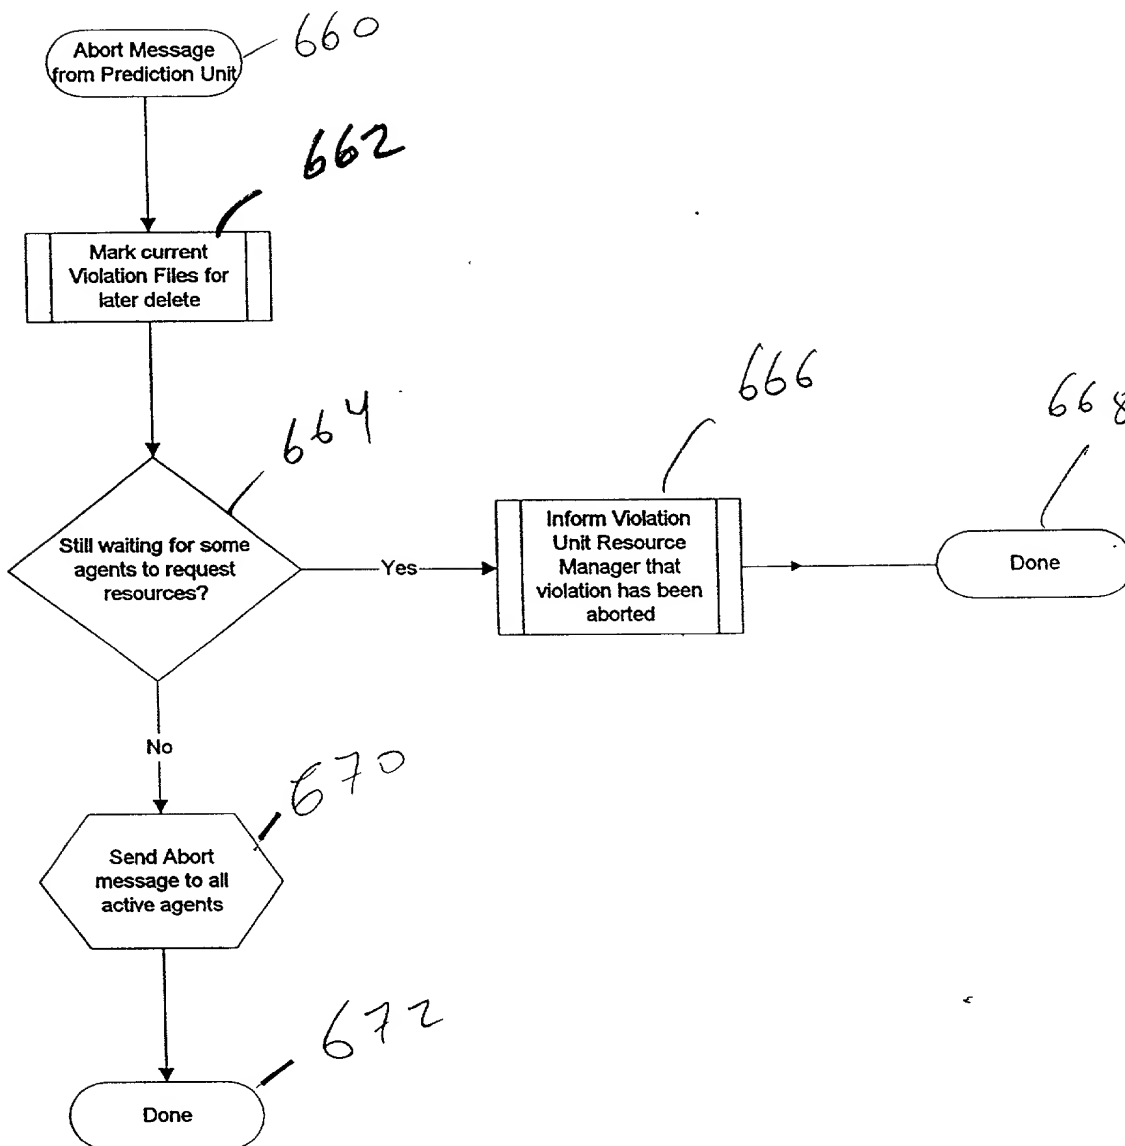 Abort Message
from Prediction Unit
660
662
Mark current
Violation Files for
later delete
664
Still waiting for some
agents to request
resources?
Yes
666
Inform Violation
Unit Resource
Manager that
violation has been
aborted
668
Done
No
670
Send Abort
message to all
active agents
672
Done